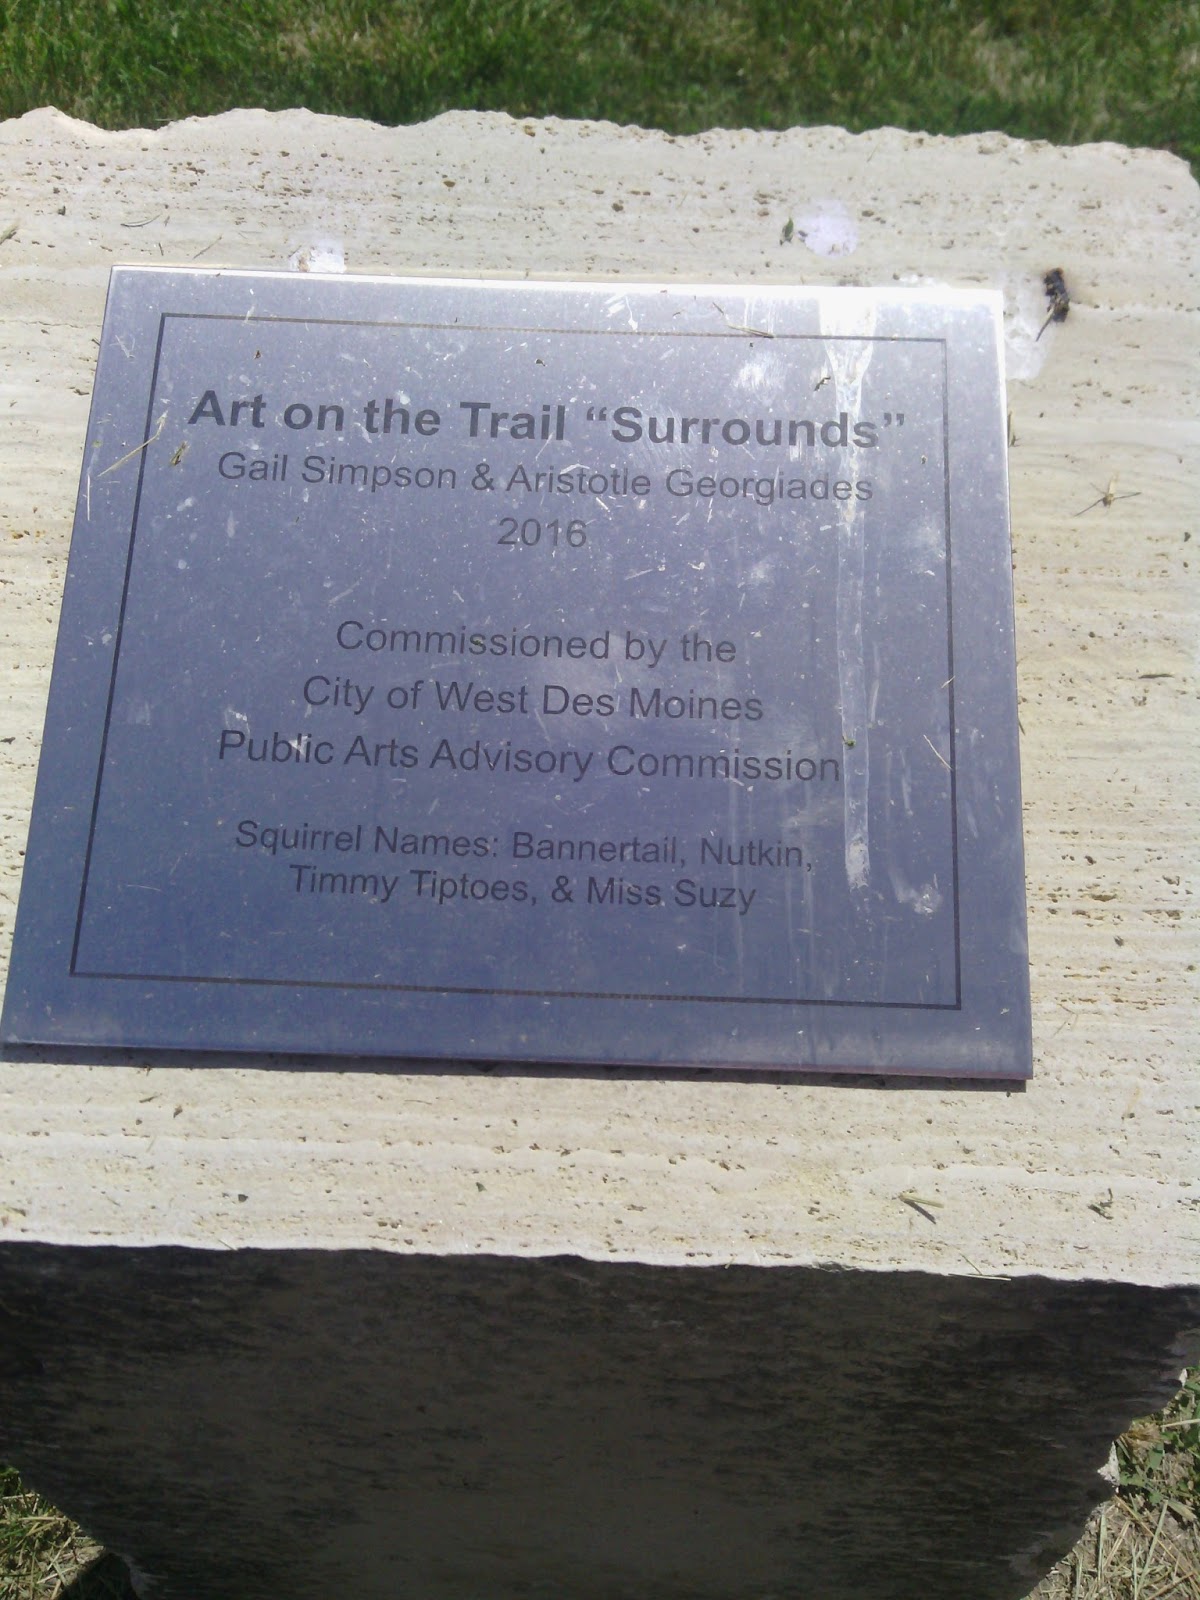 Art on the Trail “Surrounds”
Gail Simpson & Aristotle Georgiades
2016
Commissioned by the
City of West Des Moines
Public Arts Advisory Commission
Squirrel Names: Bannertail, Nutkin,
Timmy Tiptoes, & Miss Suzy